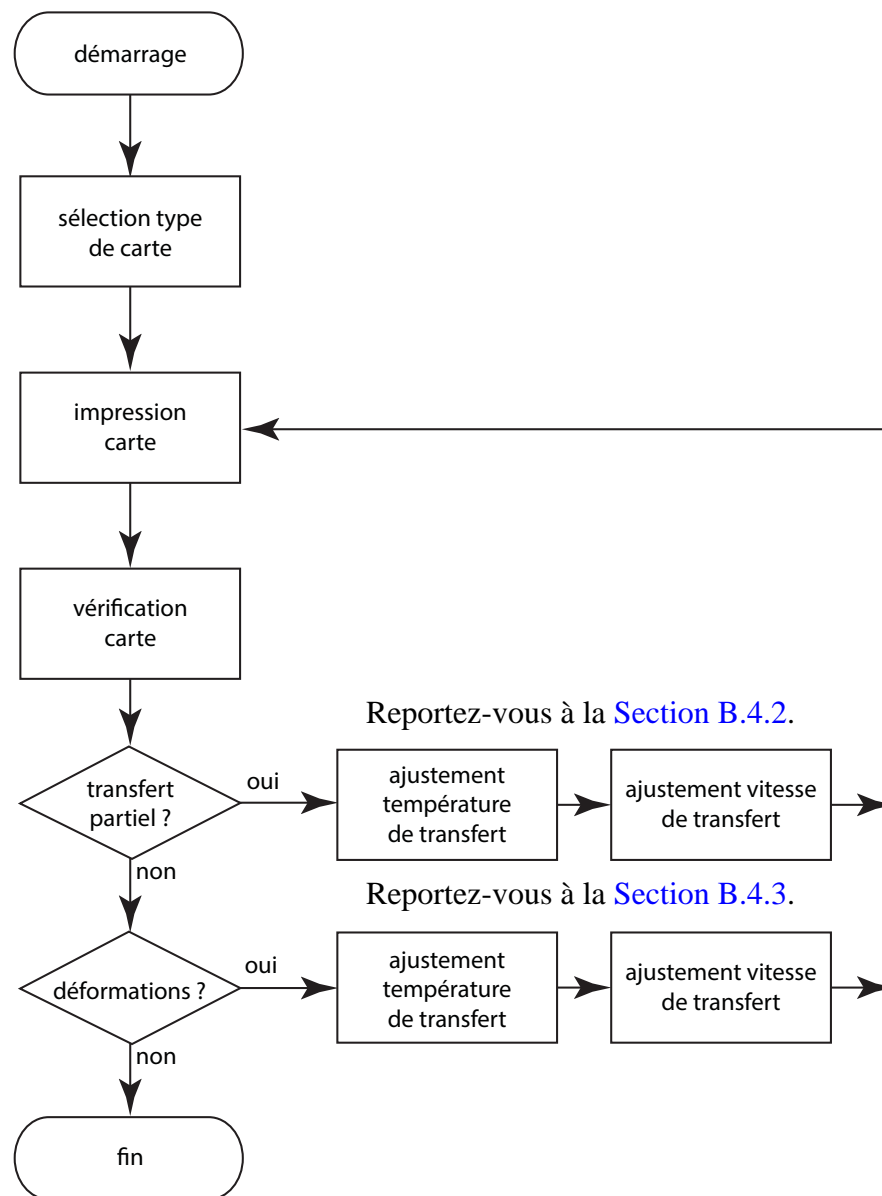 démarrage
sélection type
de carte
impression
carte
vérification
carte
Reportez-vous à la Section B.4.2.
transfert
partiel ?
oui
ajustement
température
de transfert
ajustement vitesse
de transfert
non
Reportez-vous à la Section B.4.3.
déformations ?
oui
ajustement
température
de transfert
ajustement vitesse
de transfert
non
fin